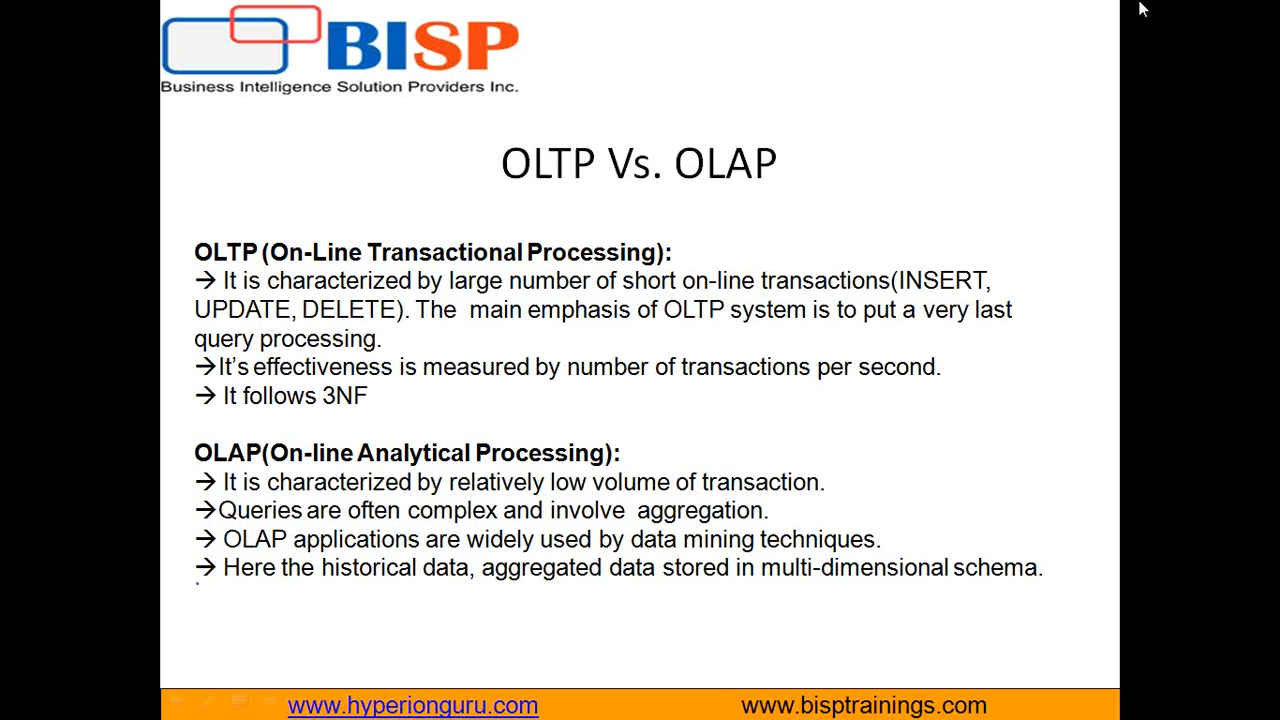 BISP
Business Intelligence Solution Providers Inc.
OLTP Vs. OLAP
OLTP (On-Line Transactional Processing):
→ It is characterized by large number of short on-line transactions(INSERT,
UPDATE, DELETE). The main emphasis of OLTP system is to put a very last
query processing.
→It's effectiveness is measured by number of transactions per second.
→ It follows 3NF
OLAP(On-line Analytical Processing):
→ It is characterized by relatively low volume of transaction.
→Queries are often complex and involve aggregation.
→ OLAP applications are widely used by data mining techniques.
→ Here the historical data, aggregated data stored in multi-dimensional schema.
www.hyperionguru.com www.bisptrainings.com